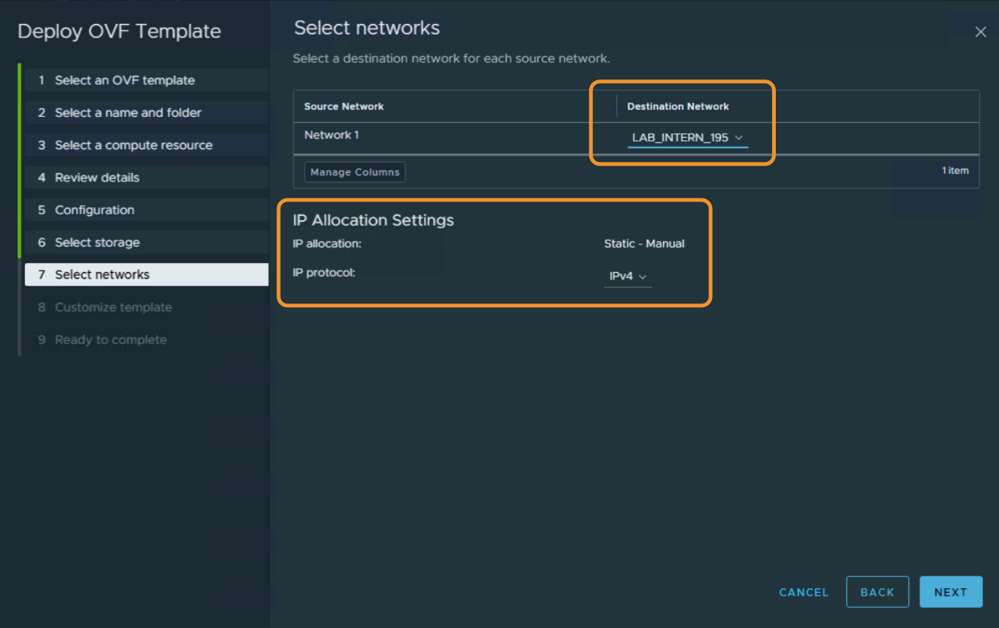 Deploy OVF Template
1 Select an OVF template
2 Select a name and folder
3 Select a compute resource
4 Review details
5 Configuration
6 Select storage
7 Select networks
8 Customize template
9 Ready to complete
Select networks
Select a destination network for each source network.
Source Network Destination Network
Network 1 LAB_INTERN_195
Manage Columns 1 item
IP Allocation Settings
IP allocation: Static - Manual
IP protocol: IPv4
CANCEL BACK NEXT